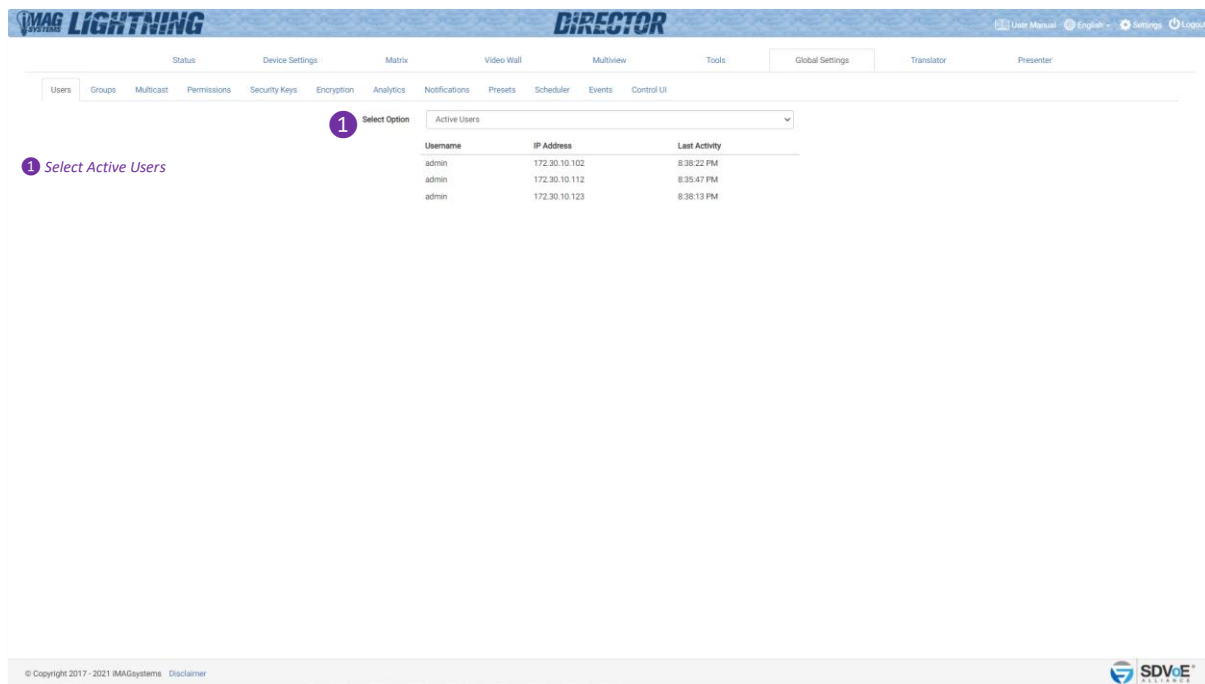 IMAG SYSTEMS LIGHTNING DIRECTOR User Manual English Settings Logout
Status Device Settings Matrix Video Wall Multiview Tools Global Settings Translator Presenter
Users Groups Multicast Permissions Security Keys Encryption Analytics Notifications Presets Scheduler Events Control UI
1 Select Option Active Users
Username IP Address Last Activity
1 Select Active Users
admin 172.30.10.102 8:38:22 PM
admin 172.30.10.112 8:35:47 PM
admin 172.30.10.123 8:38:13 PM
© Copyright 2017 - 2021 IMAGsystems Disclaimer
SDVoE
ALLIANCE